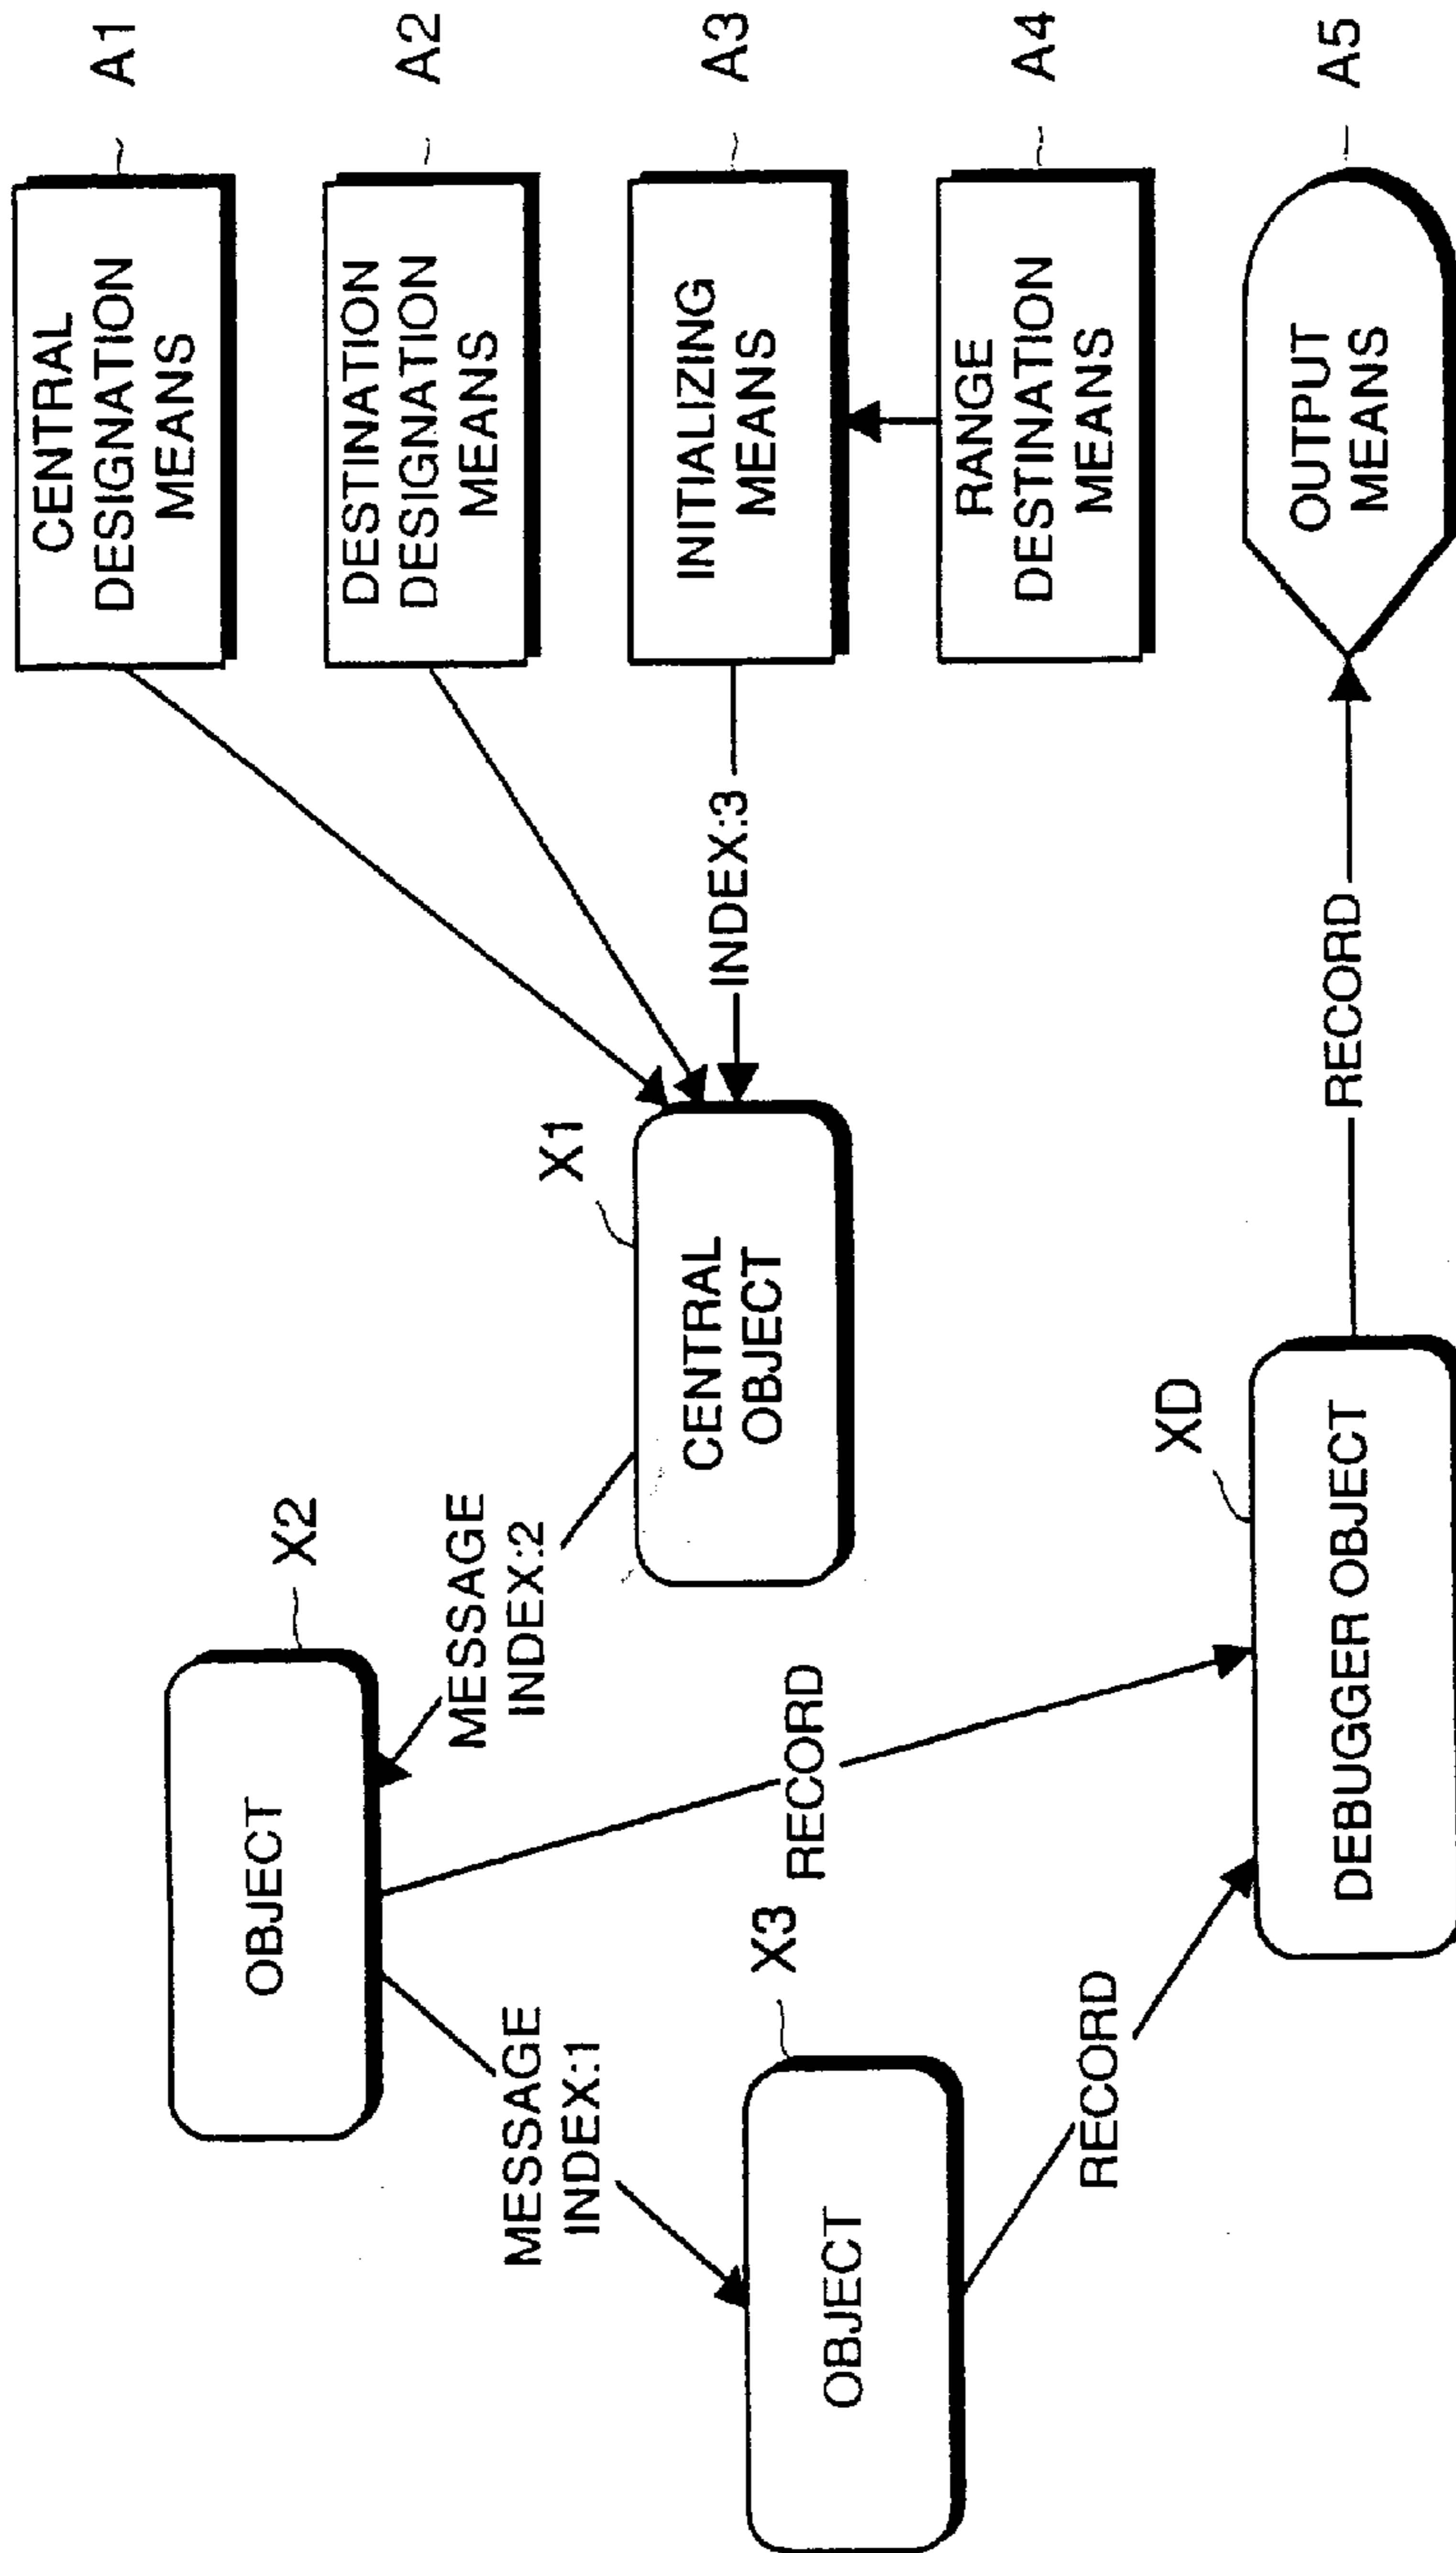 CENTRAL
DESIGNATION
MEANS
A1
DESTINATION
DESIGNATION
MEANS
A2
INITIALIZING
MEANS
A3
RANGE
DESTINATION
MEANS
A4
OUTPUT
MEANS
A5
INDEX:3
X1
CENTRAL
OBJECT
MESSAGE
INDEX:2
X2
OBJECT
MESSAGE
INDEX:1
X3
OBJECT
RECORD
RECORD
XD
DEBUGGER OBJECT
RECORD